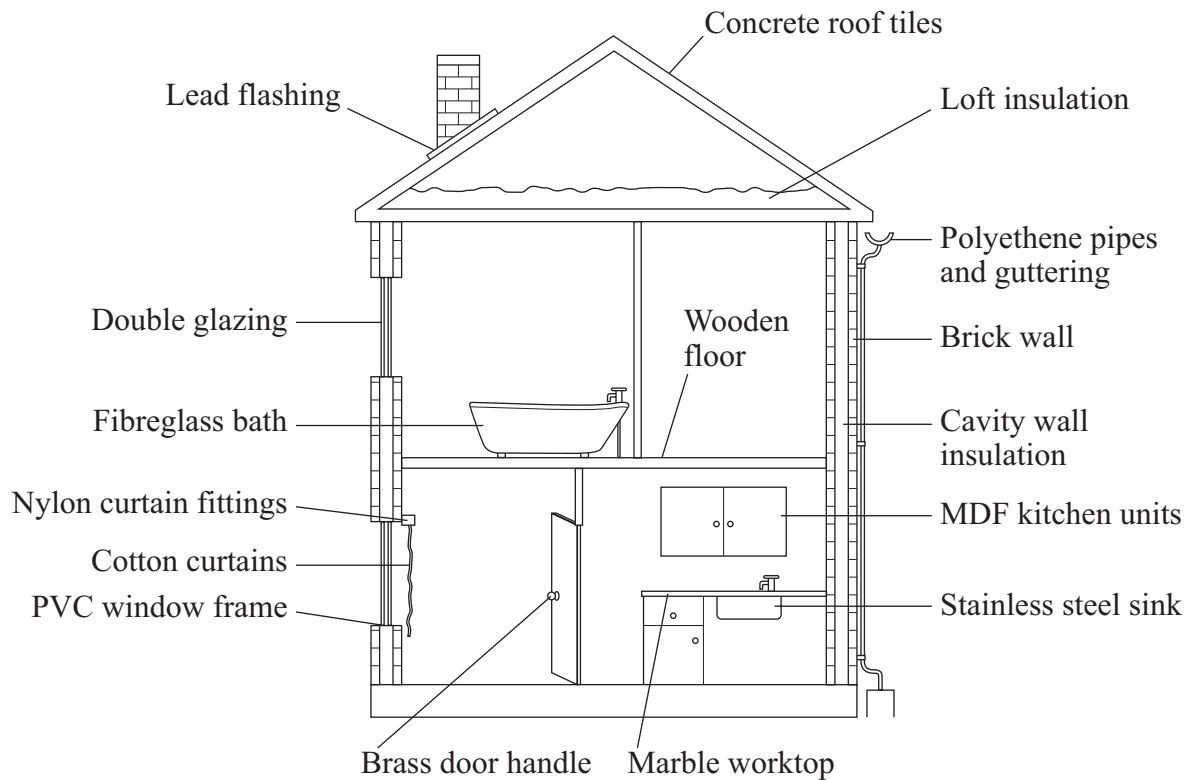 Concrete roof tiles
Lead flashing
Loft insulation
Polyethene pipes
and guttering
Double glazing
Wooden
floor
Brick wall
Fibreglass bath
Cavity wall
insulation
Nylon curtain fittings
MDF kitchen units
Cotton curtains
PVC window frame
Stainless steel sink
Brass door handle
Marble worktop